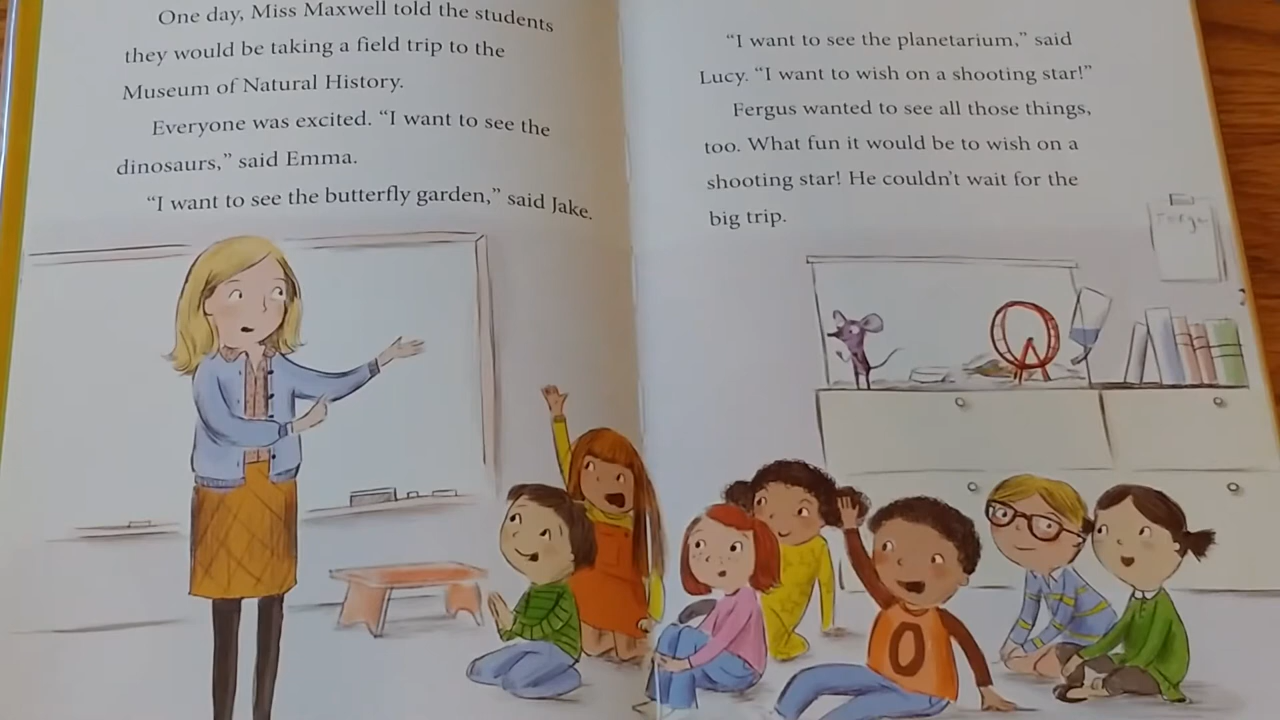 One day, Miss Maxwell told the students
they would be taking a field trip to the
Museum of Natural History.
Everyone was excited. “I want to see the
dinosaurs,” said Emma.
“I want to see the butterfly garden,” said Jake.
“I want to see the planetarium,” said
Lucy. “I want to wish on a shooting star!”
Fergus wanted to see all those things,
too. What fun it would be to wish on a
shooting star! He couldn’t wait for the
big trip.
O